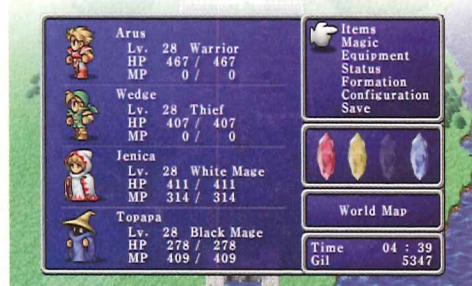 Arus
Lv. 28 Warrior
HP 467 / 467
MP 0 / 0
Wedge
Lv. 28 Thief
HP 407 / 407
MP 0 / 0
Jenica
Lv. 28 White Mage
HP 411 / 411
MP 314 / 314
Topapa
Lv. 28 Black Mage
HP 278 / 278
MP 409 / 409
Items
Magic
Equipment
Status
Formation
Configuration
Save
World Map
Time 04 : 39
Gil 5347